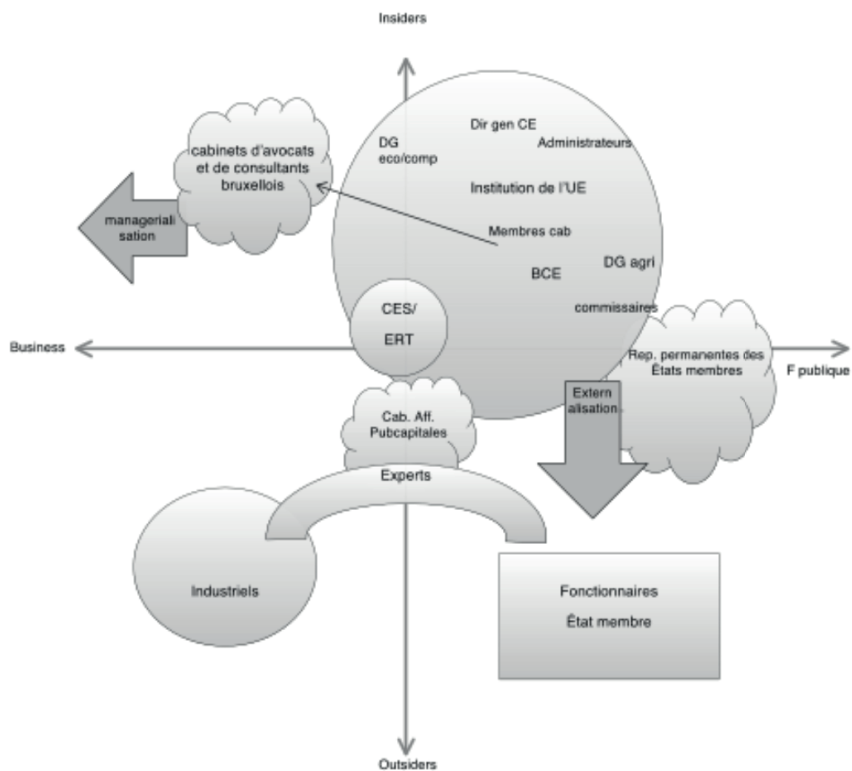 Insiders
Dir gen CE
DG
eco/comp
Administrateurs
cabinets d'avocats
et de consultants
bruxellois
Institution de l'UE
manageriali
sation
Membres cab
BCE
DG agri
commissaires
CES/
ERT
Business
Rep. permanentes des
États membres
F publique
Extern
alisation
Cab. Aff.
Pubcapitales
Experts
Industriels
Fonctionnaires
État membre
Outsiders